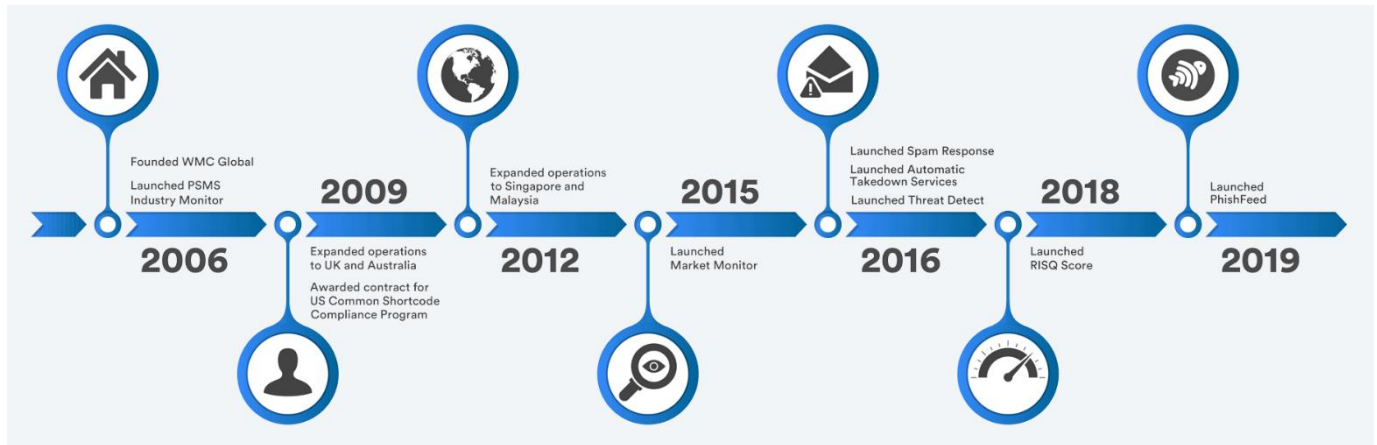 Founded WMC Global
Launched PSMS
Industry Monitor
2006
2009
Expanded operations
to UK and Australia
Awarded contract for
US Common Shortcode
Compliance Program
Expanded operations
to Singapore and
Malaysia
2012
2015
Launched
Market Monitor
Launched Spam Response
Launched Automatic
Takedown Services
Launched Threat Detect
2016
2018
Launched
RISQ Score
Launched
PhishFeed
2019